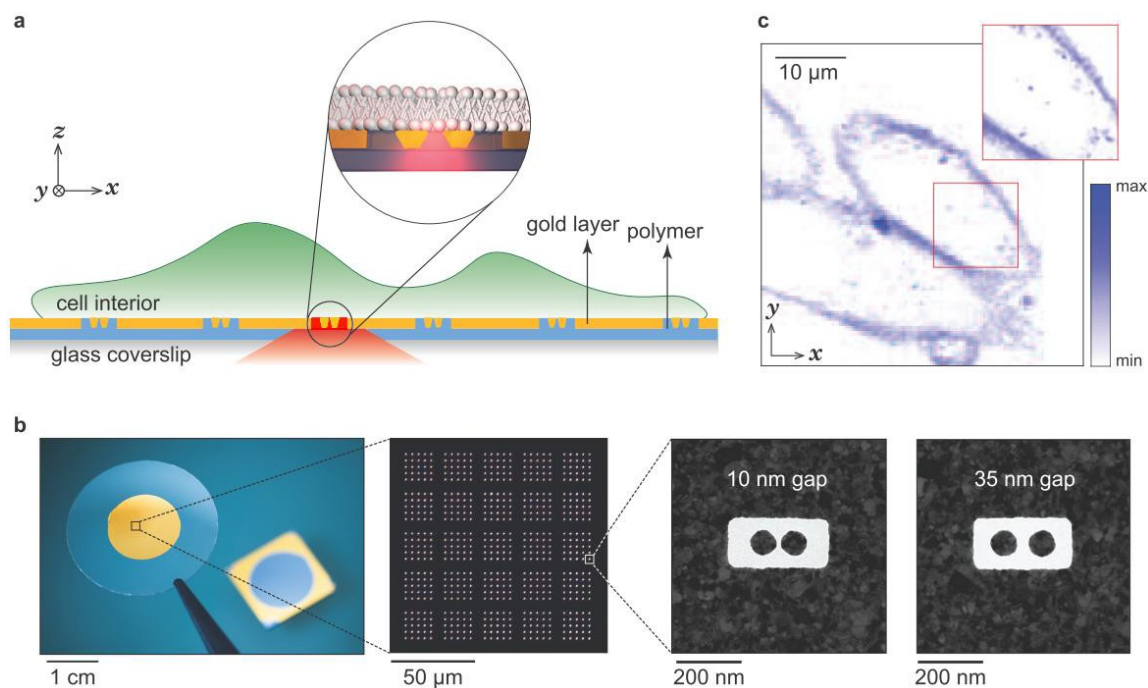 a
z
y
x
cell interior
gold layer
polymer
glass coverslip
c
10 μm
y
x
max
min
b
1 cm
50 μm
10 nm gap
200 nm
35 nm gap
200 nm